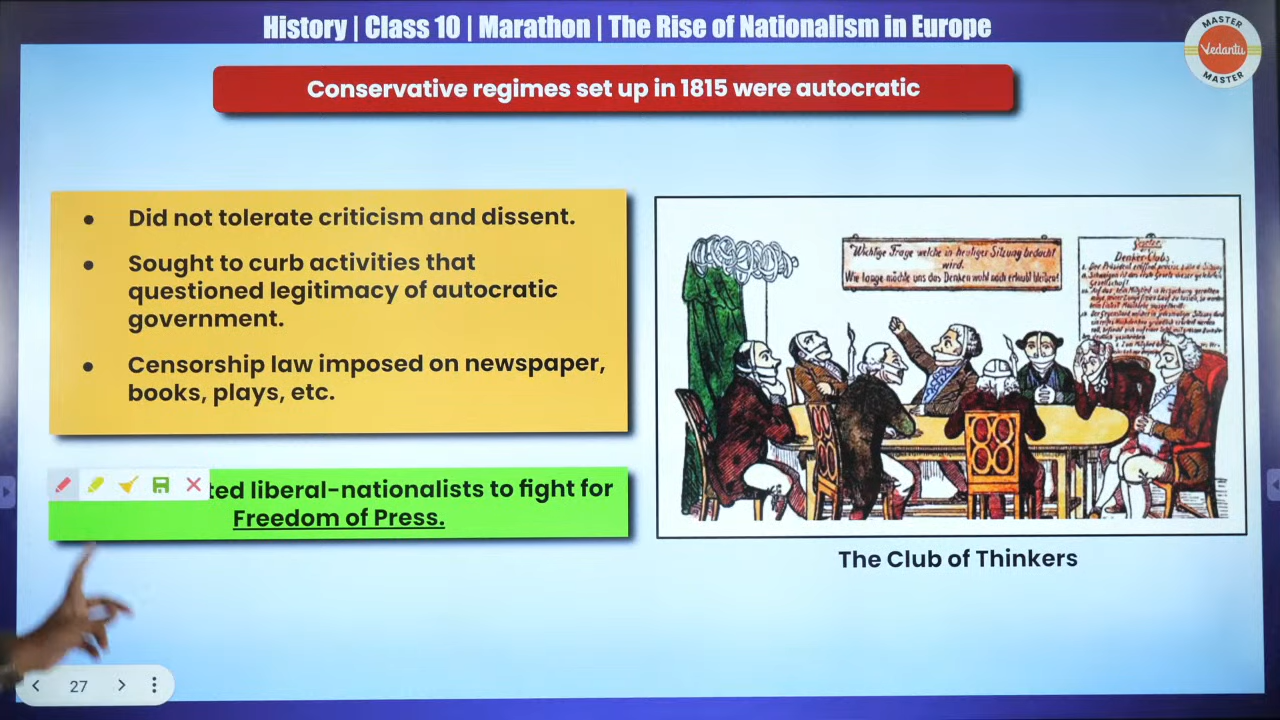 History | Class 10 | Marathon | The Rise of Nationalism in Europe
MASTER
Vedantu
MASTER
Conservative regimes set up in 1815 were autocratic
● Did not tolerate criticism and dissent.
● Sought to curb activities that
questioned legitimacy of autocratic
government.
● Censorship law imposed on newspaper,
books, plays, etc.
ted liberal-nationalists to fight for
Freedom of Press.
Wichtige Frage welche in heutiger Sitzung bedacht
wird.
Wie lange möchte uns das Denken wohl noch erlaubt bleiben?
Denker-Clubs
The Club of Thinkers
27